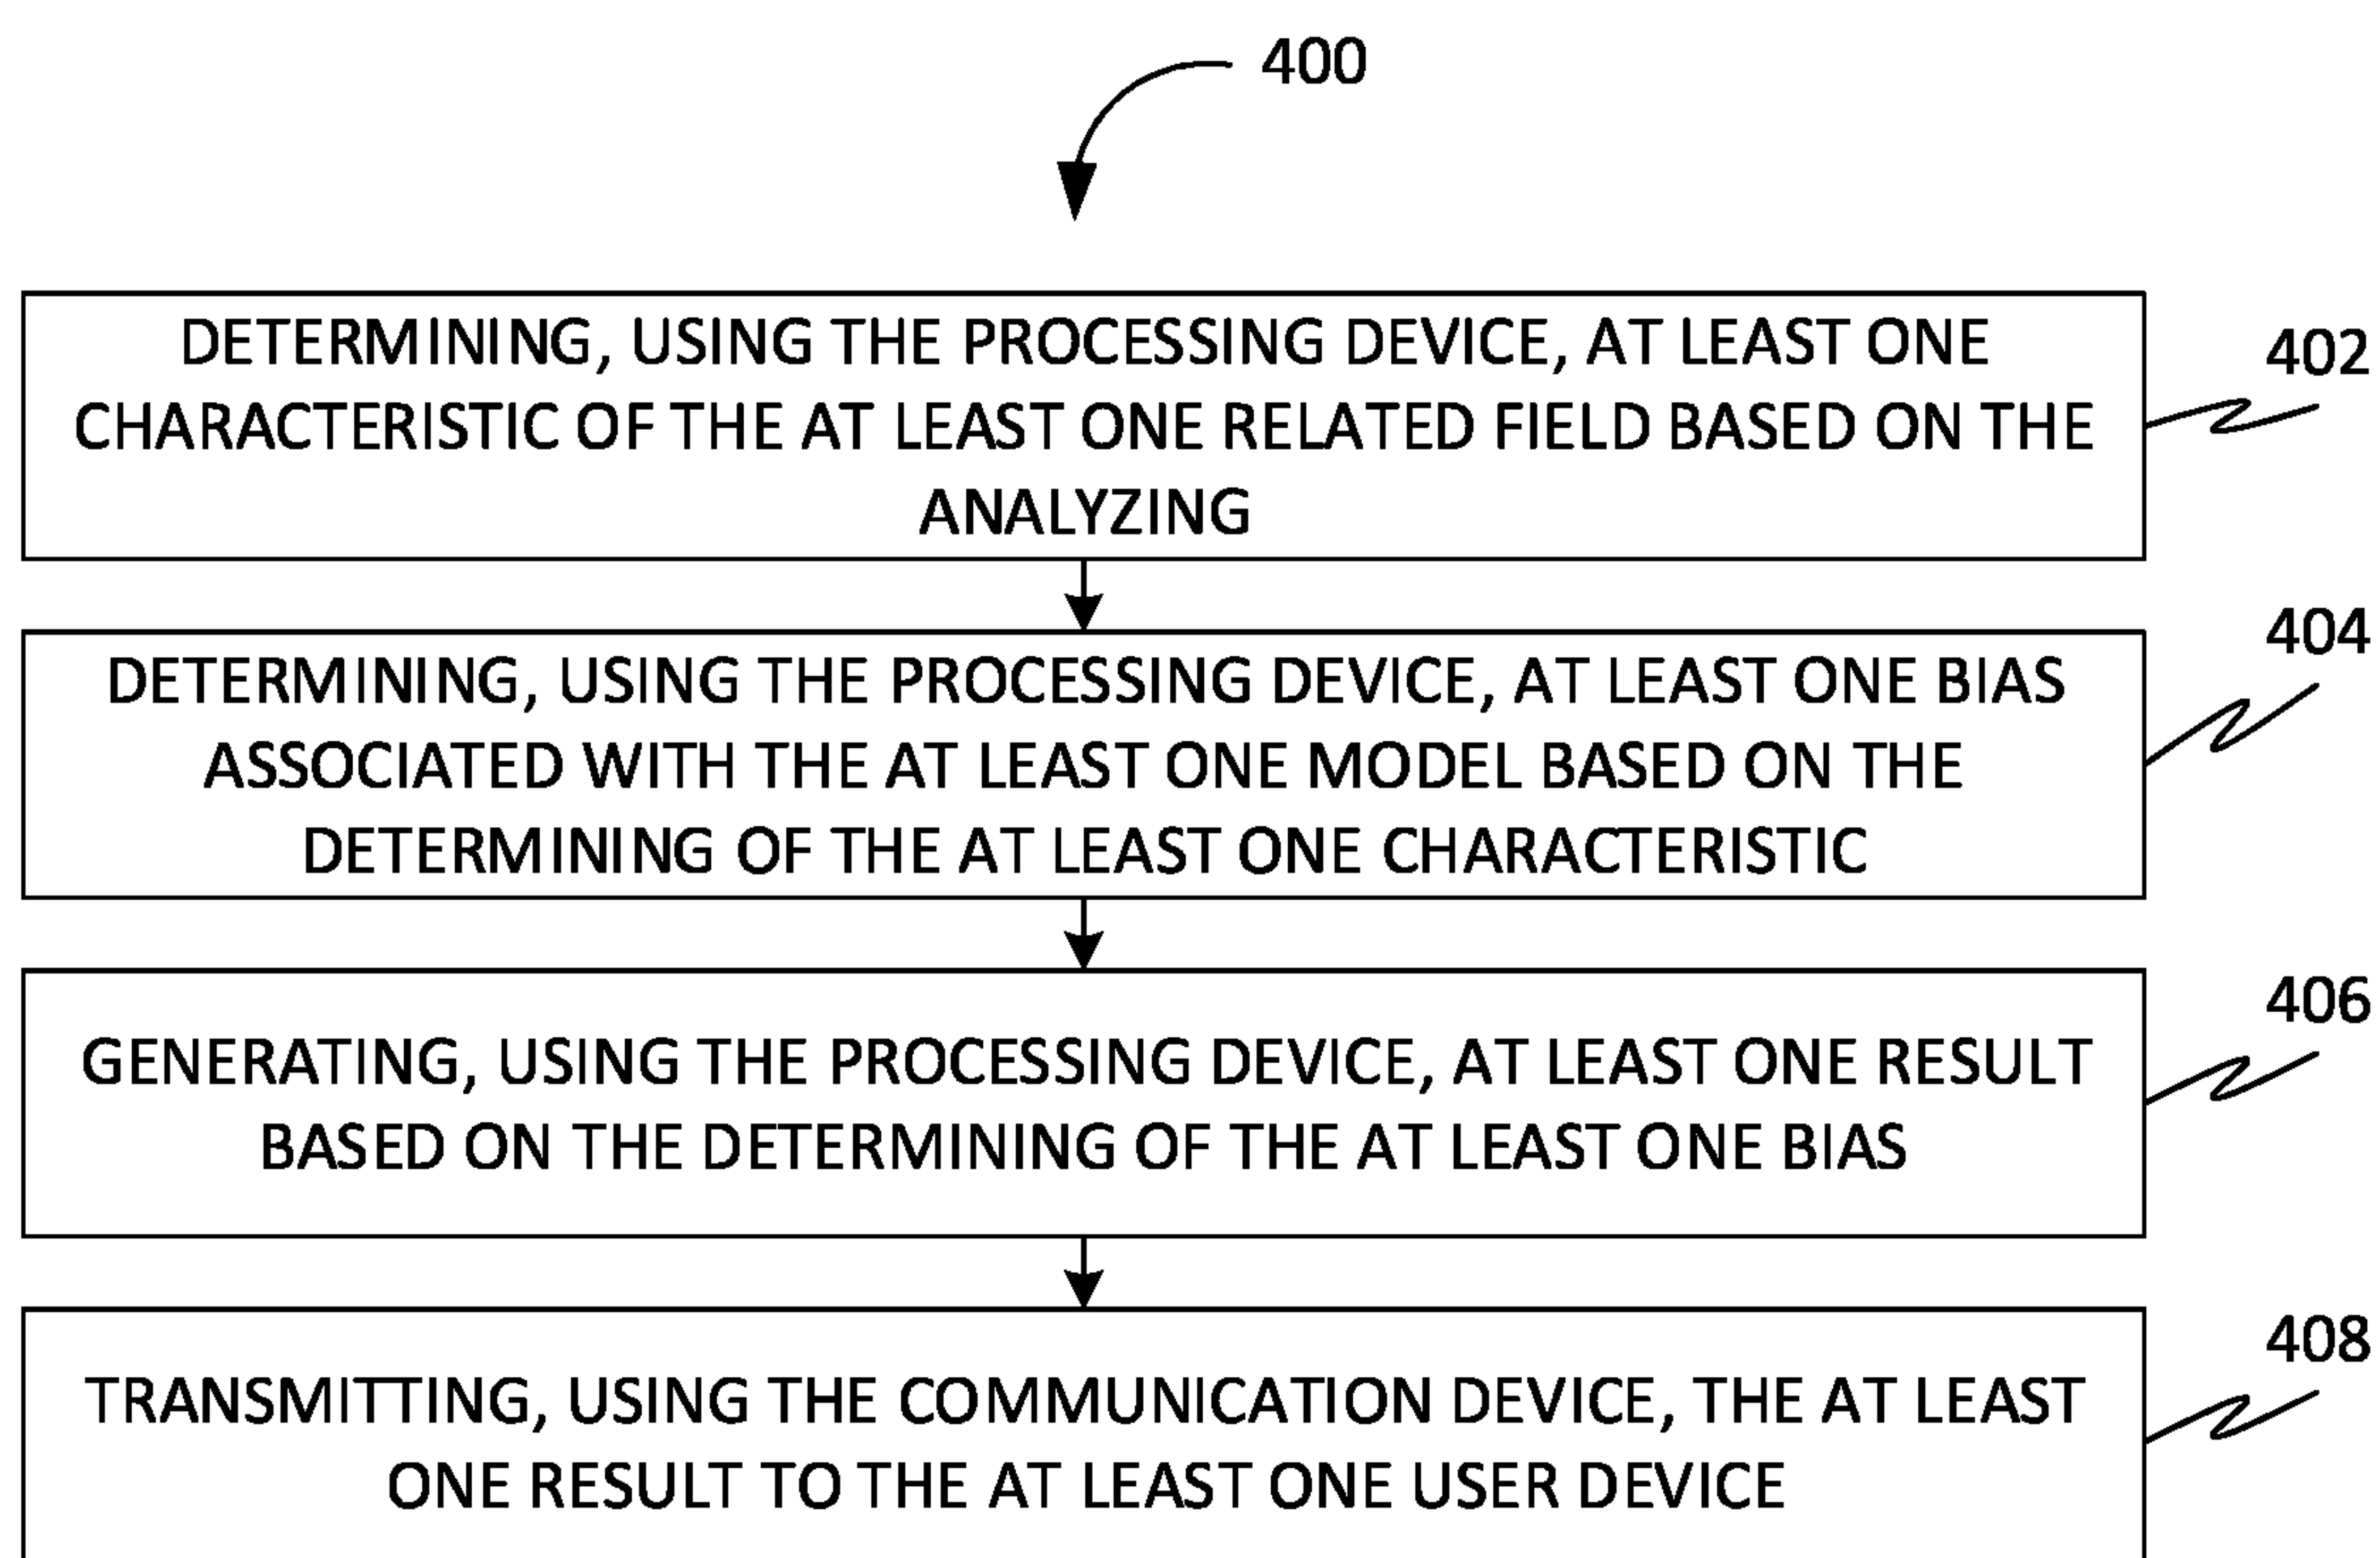 400
DETERMINING, USING THE PROCESSING DEVICE, AT LEAST ONE
CHARACTERISTIC OF THE AT LEAST ONE RELATED FIELD BASED ON THE
ANALYZING
402
DETERMINING, USING THE PROCESSING DEVICE, AT LEAST ONE BIAS
ASSOCIATED WITH THE AT LEAST ONE MODEL BASED ON THE
DETERMINING OF THE AT LEAST ONE CHARACTERISTIC
404
GENERATING, USING THE PROCESSING DEVICE, AT LEAST ONE RESULT
BASED ON THE DETERMINING OF THE AT LEAST ONE BIAS
406
TRANSMITTING, USING THE COMMUNICATION DEVICE, THE AT LEAST
ONE RESULT TO THE AT LEAST ONE USER DEVICE
408